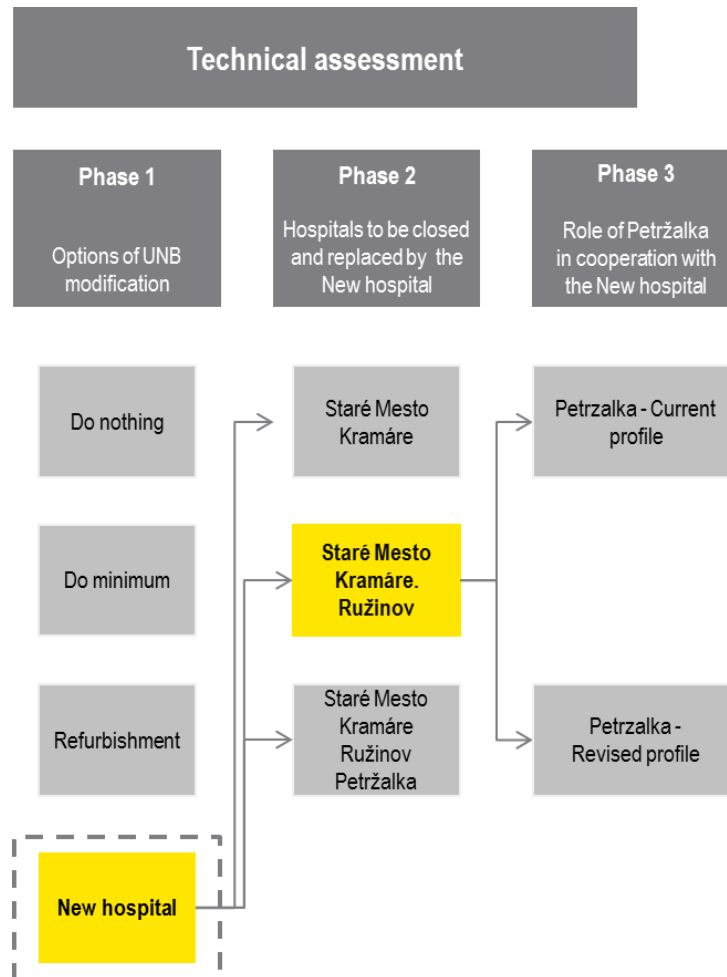 Technical assessment
Phase 1
Options of UNB
modification
Phase 2
Hospitals to be closed
and replaced by the
New hospital
Phase 3
Role of Petržalka
in cooperation with
the New hospital
Do nothing
Staré Mesto
Kramáre
Petrzalka - Current
profile
Do minimum
Staré Mesto
Kramáre.
Ružinov
Refurbishment
Staré Mesto
Kramáre
Ružinov
Petržalka
Petrzalka -
Revised profile
New hospital